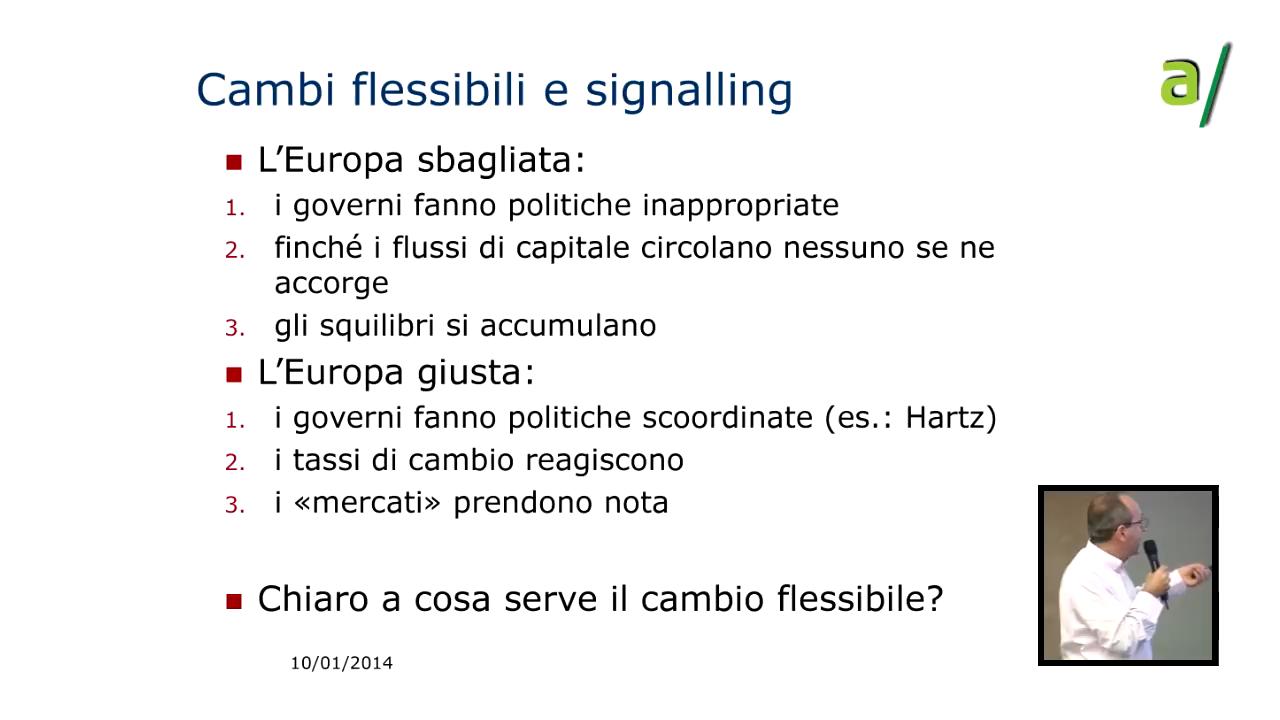 Cambi flessibili e signalling
a/
■ L’Europa sbagliata:
1. i governi fanno politiche inappropriate
2. finché i flussi di capitale circolano nessuno se ne
accorge
3. gli squilibri si accumulano
■ L’Europa giusta:
1. i governi fanno politiche scoordinate (es.: Hartz)
2. i tassi di cambio reagiscono
3. i «mercati» prendono nota
■ Chiaro a cosa serve il cambio flessibile?
10/01/2014